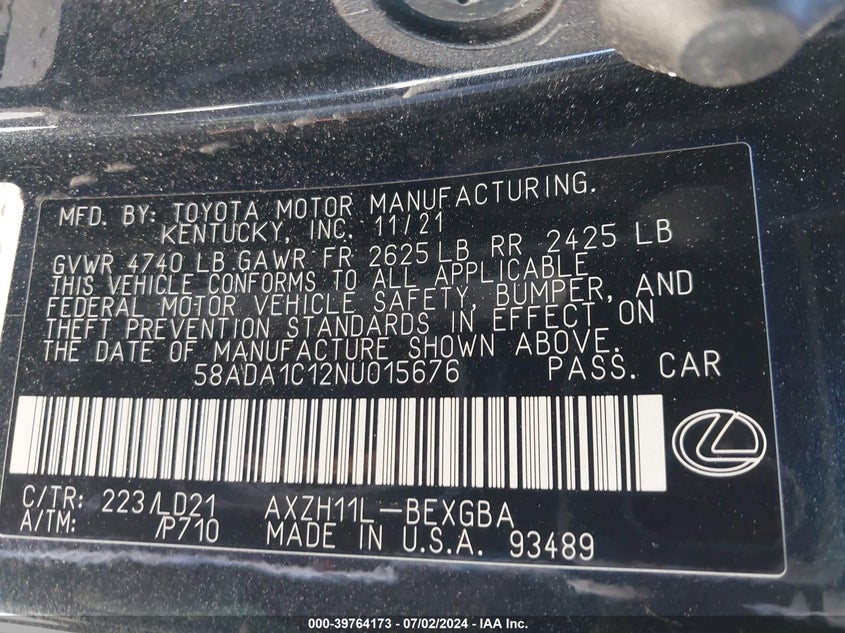 MFD. BY: TOYOTA MOTOR MANUFACTURING.
KENTUCKY, INC. 11/21
GVWR 4740 LB GAWR FR 2625 LB RR 2425 LB
THIS VEHICLE CONFORMS TO ALL APPLICABLE
FEDERAL MOTOR VEHICLE SAFETY, BUMPER, AND
THEFT PREVENTION STANDARDS IN EFFECT ON
THE DATE OF MANUFACTURE SHOWN ABOVE.
58ADA1C12NU015676 PASS. CAR
C/TR: 223/LD21 AXZH11L-BEXGBA
A/TM: /P710 MADE IN U.S.A. 93489
000-39764173 - 07/02/2024 - IAA Inc.